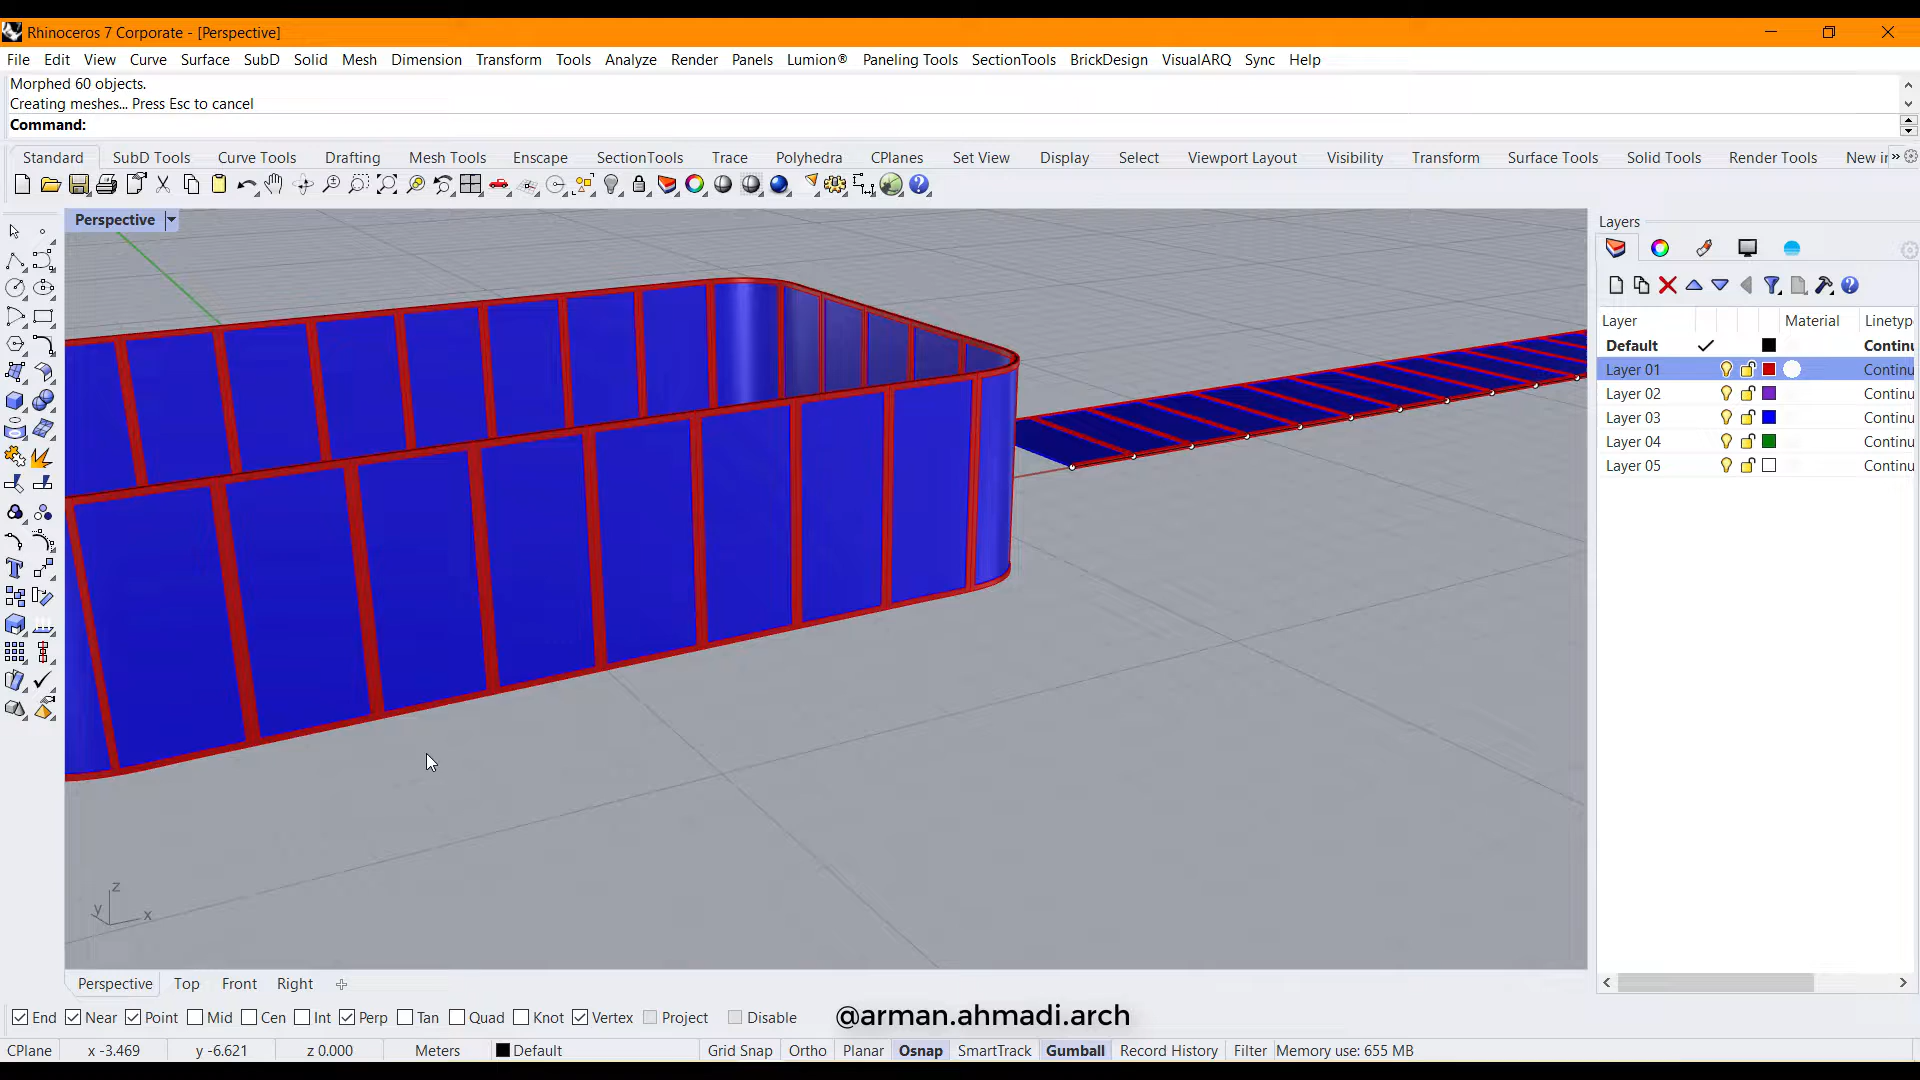 Rhinoceros 7 Corporate - [Perspective]
File Edit View Curve Surface SubD Solid Mesh Dimension Transform Tools Analyze Render Panels Lumion® Paneling Tools SectionTools BrickDesign VisualARQ Sync Help
Morphed 60 objects.
Creating meshes... Press Esc to cancel
Command:
Standard SubD Tools Curve Tools Drafting Mesh Tools Enscape SectionTools Trace Polyhedra CPlanes Set View Display Select Viewport Layout Visibility Transform Surface Tools Solid Tools Render Tools New in
Perspective
Layers
Layer Material Linetyp
Default Continu
Layer 01 Continu
Layer 02 Continu
Layer 03 Continu
Layer 04 Continu
Layer 05 Continu
z
y x
Perspective Top Front Right
End Near Point Mid Cen Int Perp Tan Quad Knot Vertex Project Disable @arman.ahmadi.arch
CPlane x -3.469 y -6.621 z 0.000 Meters Default Grid Snap Ortho Planar Osnap SmartTrack Gumball Record History Filter Memory use: 655 MB